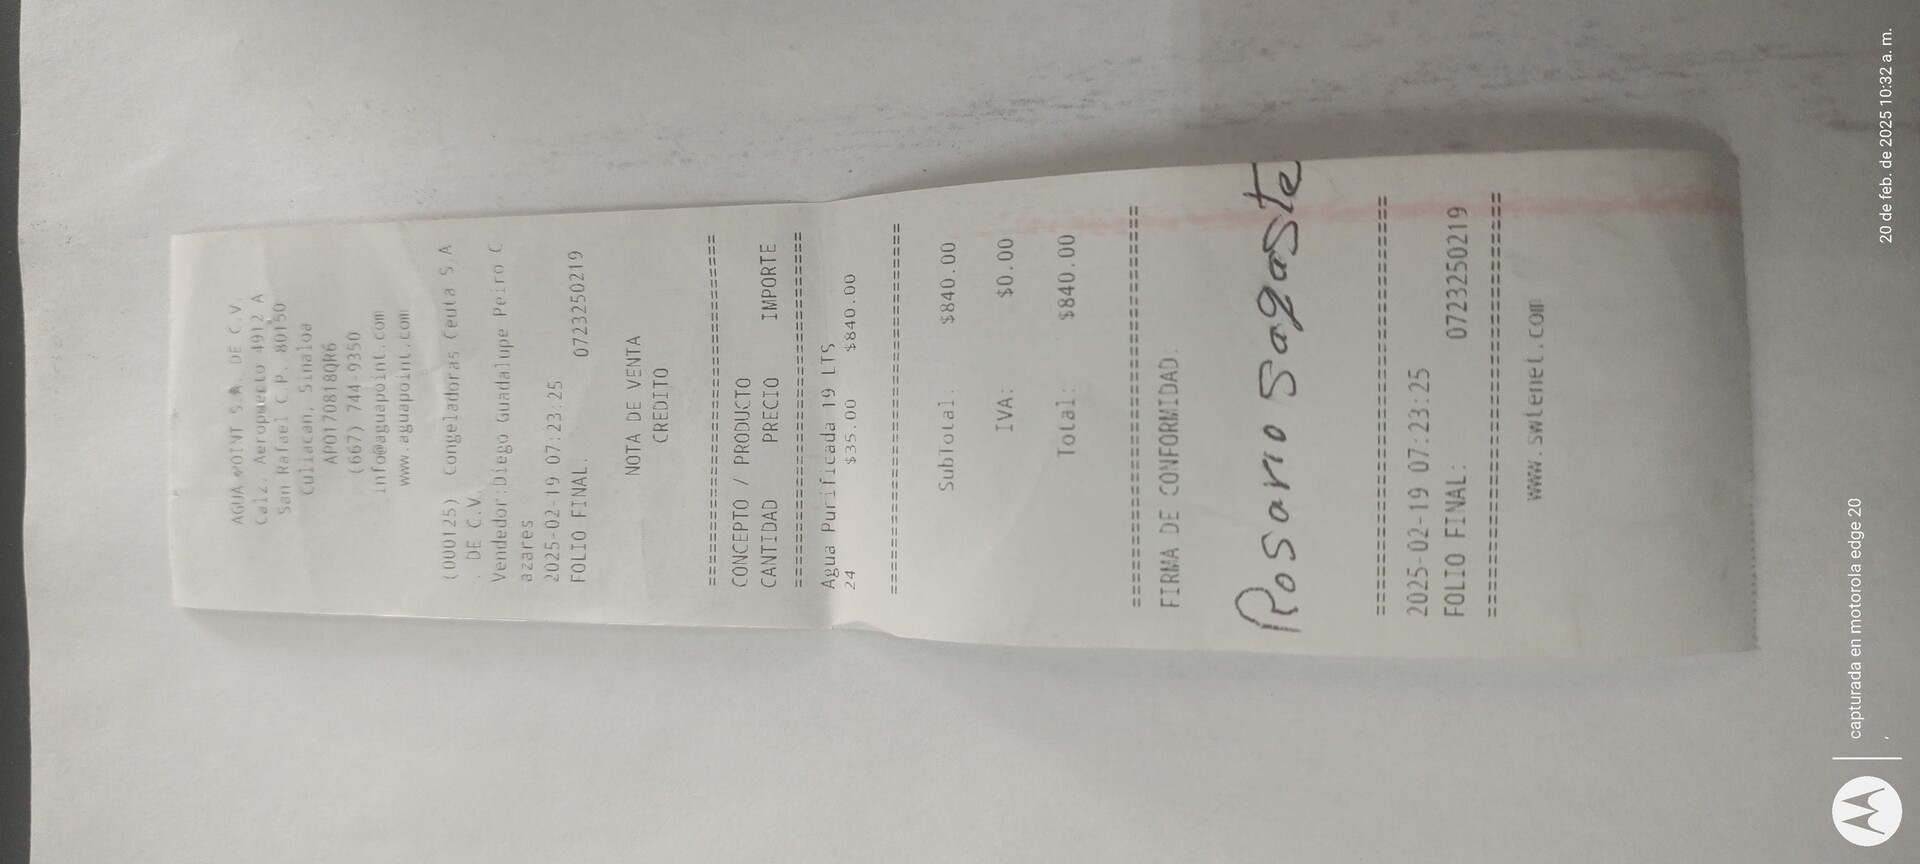 AGUA POINT S.A. DE C.V.
Calz. Aeropuerto 4912 A
San Rafael C.P. 80150
Culiacan, Sinaloa
APO170818QR6
(667) 744-9350
info@aguapoint.com
www.aguapoint.com
(000125) Congeladoras Ceuta S.A
. DE C.V.
Vendedor:Diego Guadalupe Peiro C
azares
2025-02-19 07:23:25
FOLIO FINAL: 0723250219
NOTA DE VENTA
CREDITO
================================
CONCEPTO / PRODUCTO
CANTIDAD PRECIO IMPORTE
================================
Agua Purificada 19 LTS
24 $35.00 $840.00
================================
SubTotal: $840.00
IVA: $0.00
Total: $840.00
================================
FIRMA DE CONFORMIDAD:
Rosario Sagaste
================================
2025-02-19 07:23:25
FOLIO FINAL: 0723250219
================================
www.swtenet.com
capturada en motorola edge 20
,
20 de feb. de 2025 10:32 a. m.